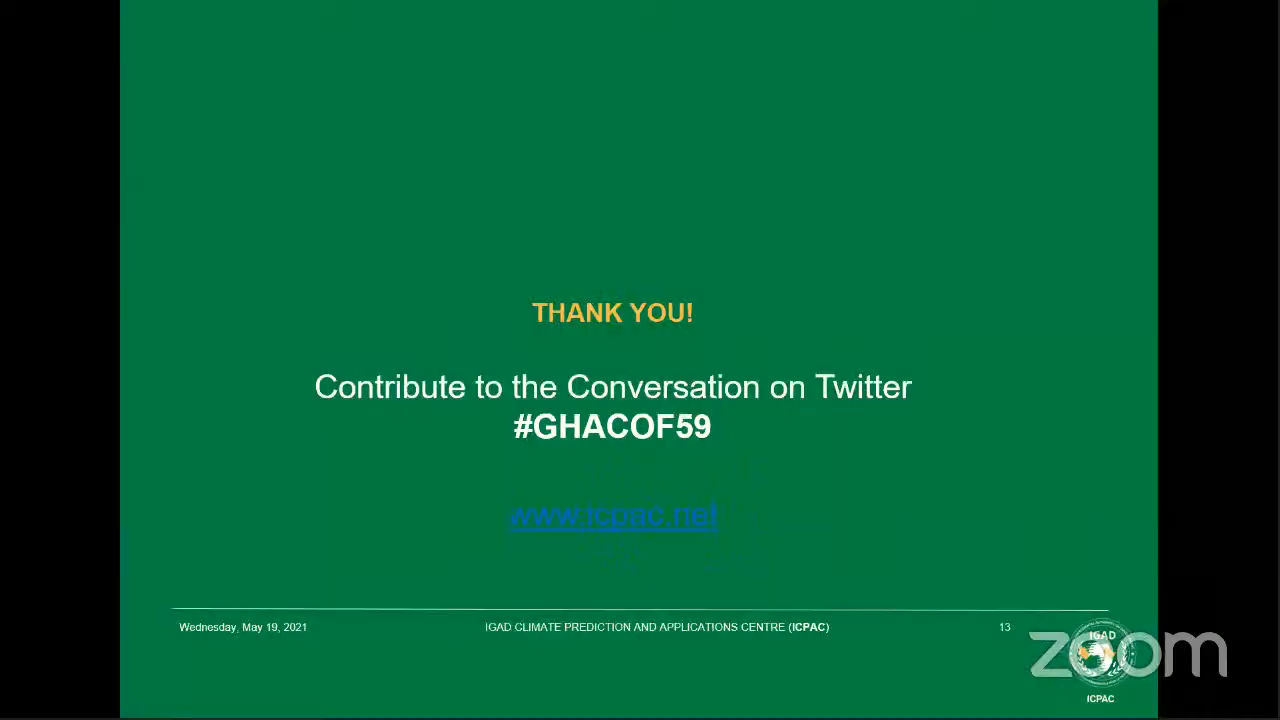 THANK YOU!
Contribute to the Conversation on Twitter
#GHACOF59
www.icpac.net
Wednesday, May 19, 2021
IGAD CLIMATE PREDICTION AND APPLICATIONS CENTRE (ICPAC)
13
IGAD
zoom
ICPAC